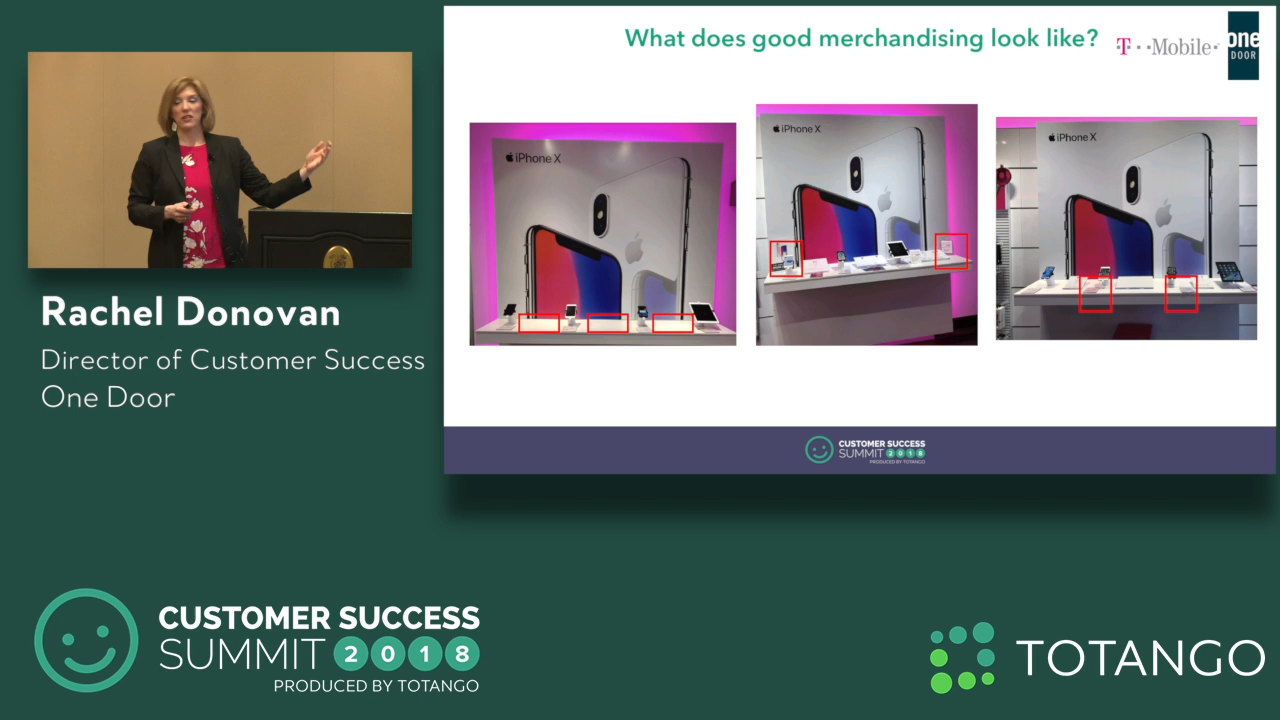 What does good merchandising look like?
T··Mobile·
one
DOOR
iPhone X
iPhone X
iPhone X
CUSTOMER SUCCESS
SUMMIT 2018
PRODUCED BY TOTANGO
Rachel Donovan
Director of Customer Success
One Door
CUSTOMER SUCCESS
SUMMIT 2018
PRODUCED BY TOTANGO
TOTANGO